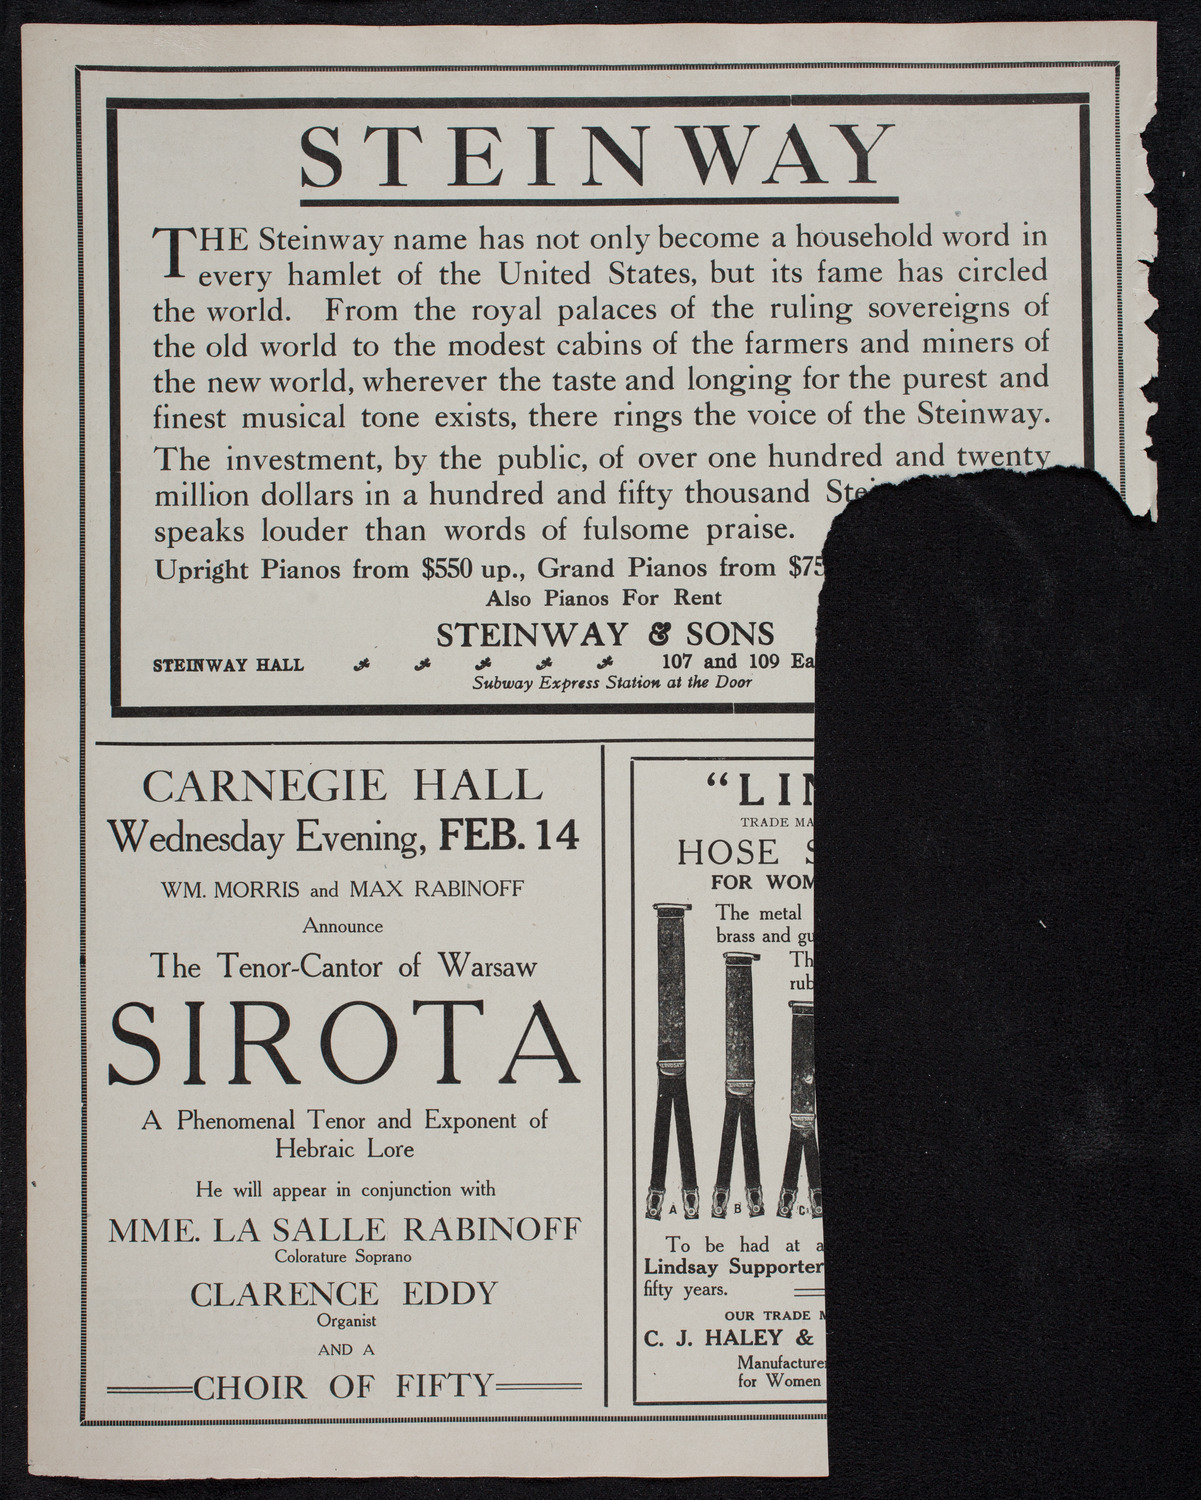 STEINWAY
THE Steinway name has not only become a household word in
every hamlet of the United States, but its fame has circled
the world. From the royal palaces of the ruling sovereigns of
the old world to the modest cabins of the farmers and miners of
the new world, wherever the taste and longing for the purest and
finest musical tone exists, there rings the voice of the Steinway.
The investment, by the public, of over one hundred and twenty
million dollars in a hundred and fifty thousand
speaks louder than words of fulsome praise.
Upright Pianos from $550 up., Grand Pianos from
Also Pianos For Rent
STEINWAY & SONS
STEINWAY HALL 107 and 109
Subway Express Station at the Door
CARNEGIE HALL
Wednesday Evening, FEB. 14
WM. MORRIS and MAX RABINOFF
Announce
The Tenor-Cantor of Warsaw
SIROTA
A Phenomenal Tenor and Exponent of
Hebraic Lore
He will appear in conjunction with
MME. LA SALLE RABINOFF
Colorature Soprano
CLARENCE EDDY
Organist
AND A
CHOIR OF FIFTY
TRADE
HOSE
FOR
The metal
brass and
A B C
To be had at
Lindsay Supporter
fifty years.
OUR TRADE
C. J. HALEY &
for Women